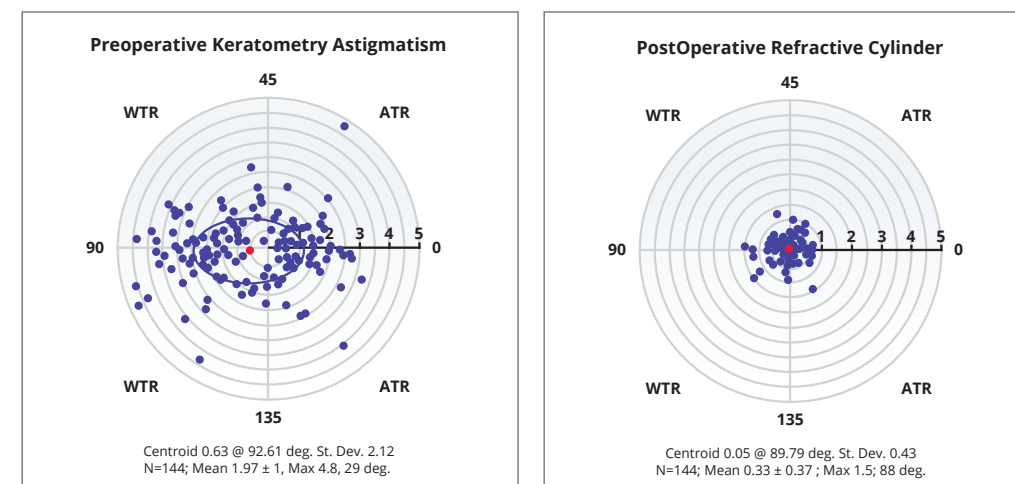 Preoperative Keratometry Astigmatism
45
WTR
ATR
90
1 2 3 4 5 0
WTR
ATR
135
Centroid 0.63 @ 92.61 deg. St. Dev. 2.12
N=144; Mean 1.97 ± 1, Max 4.8, 29 deg.
PostOperative Refractive Cylinder
45
WTR
ATR
90
1 2 3 4 5 0
WTR
ATR
135
Centroid 0.05 @ 89.79 deg. St. Dev. 0.43
N=144; Mean 0.33 ± 0.37 ; Max 1.5; 88 deg.